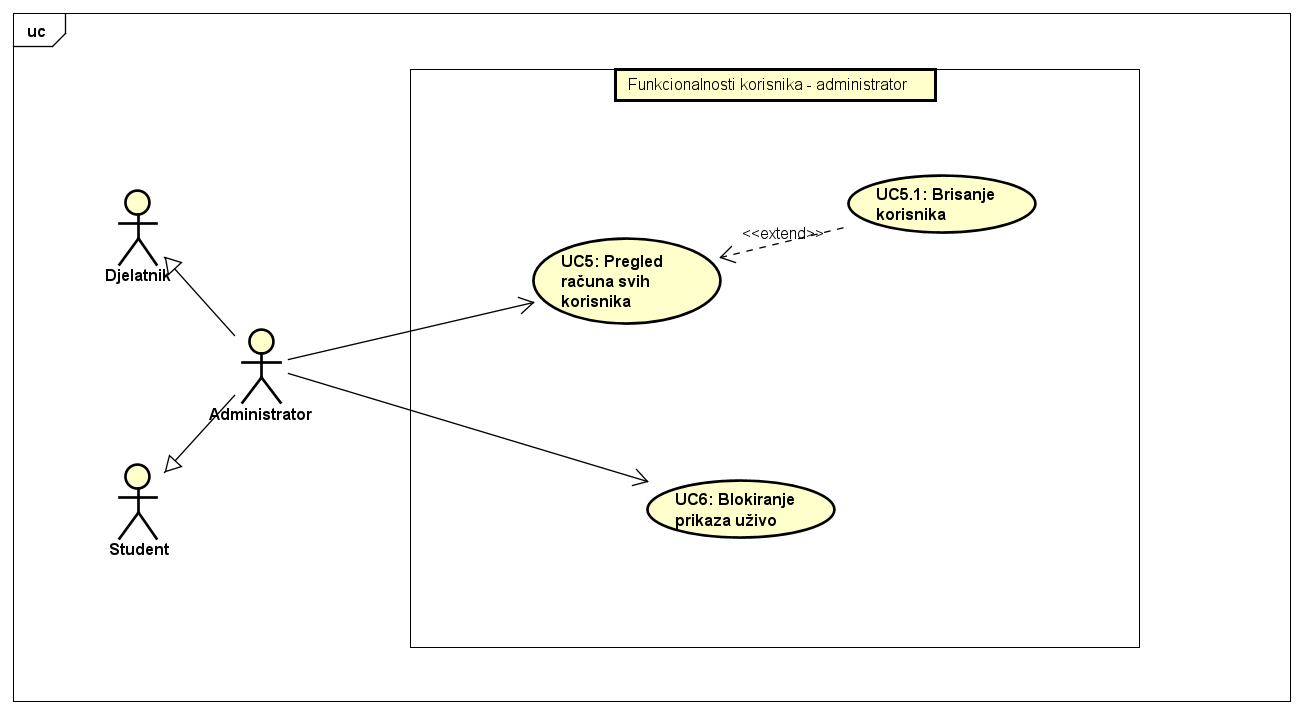 uc
Funkcionalnosti korisnika - administrator
UC5.1: Brisanje
korisnika
<<extend>>
UC5: Pregled
računa svih
korisnika
Djelatnik
Administrator
UC6: Blokiranje
prikaza uživo
Student